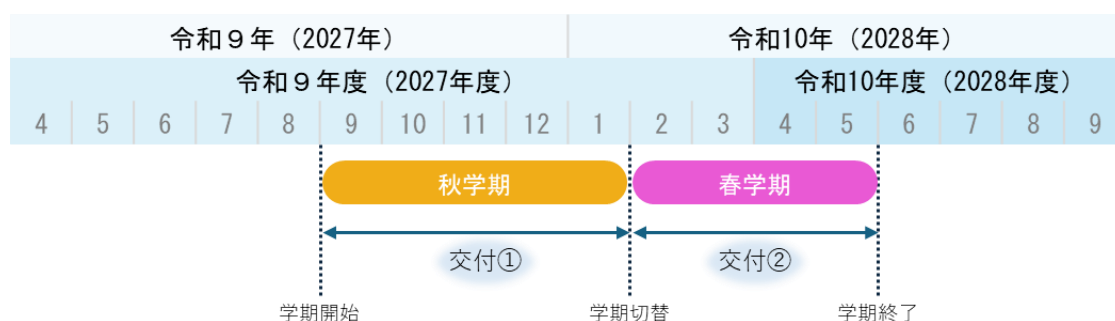 令和９年（2027年） 令和10年（2028年）
令和９年度（2027年度） 令和10年度（2028年度）
4 5 6 7 8 9 10 11 12 1 2 3 4 5 6 7 8 9
秋学期 春学期
交付① 交付②
学期開始 学期切替 学期終了